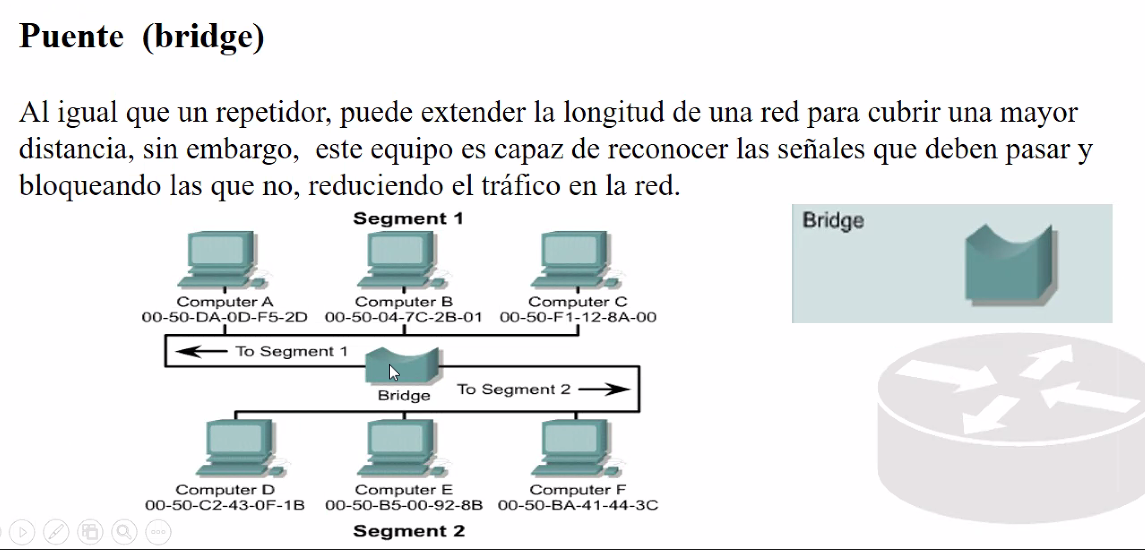 Puente (bridge)
Al igual que un repetidor, puede extender la longitud de una red para cubrir una mayor
distancia, sin embargo, este equipo es capaz de reconocer las señales que deben pasar y
bloqueando las que no, reduciendo el tráfico en la red.
Segment 1
Bridge
Computer A
00-50-DA-0D-F5-2D
Computer B
00-50-04-7C-2B-01
Computer C
00-50-F1-12-8A-00
To Segment 1
Bridge
To Segment 2
Computer D
00-50-C2-43-0F-1B
Computer E
00-50-B5-00-92-8B
Computer F
00-50-BA-41-44-3C
Segment 2